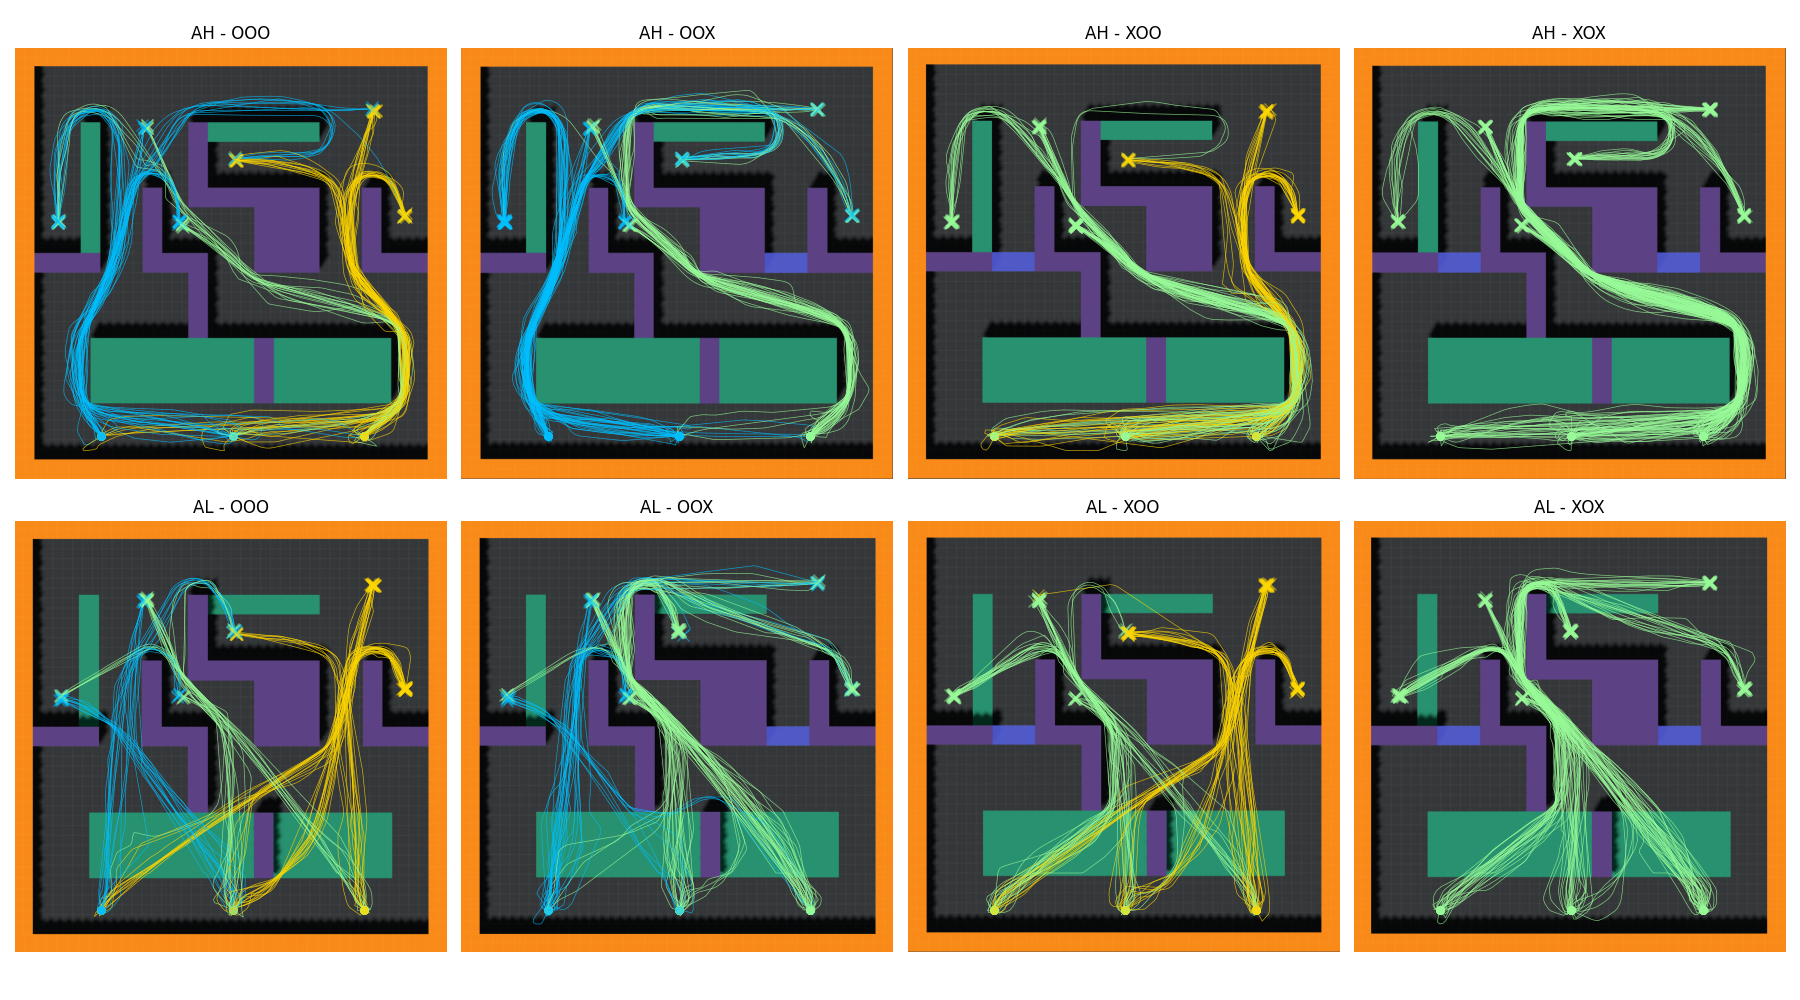 AH - OOO
AH - OOX
AH - XOO
AH - XOX
AL - OOO
AL - OOX
AL - XOO
AL - XOX